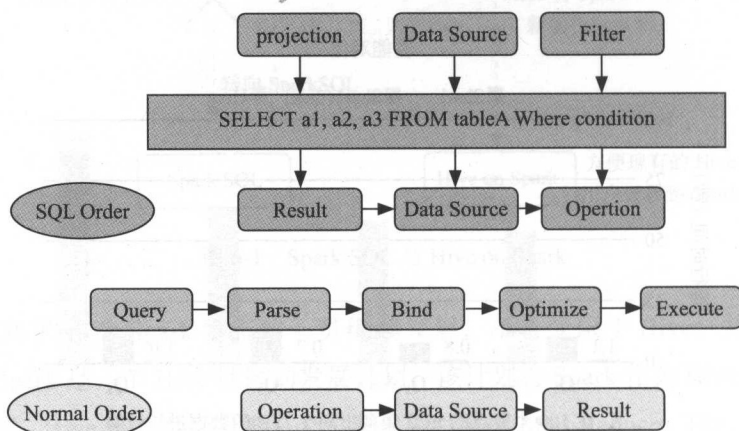 projection Data Source Filter
SELECT a1, a2, a3 FROM tableA Where condition
SQL Order Result Data Source Opertion
Query Parse Bind Optimize Execute
Normal Order Operation Data Source Result